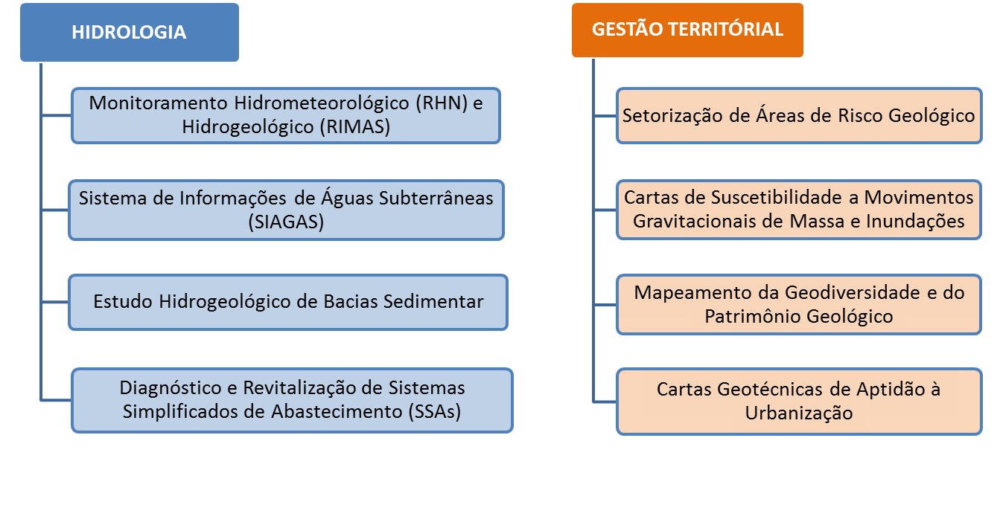 HIDROLOGIA
Monitoramento Hidrometeorológico (RHN) e
Hidrogeológico (RIMAS)
Sistema de Informações de Águas Subterrâneas
(SIAGAS)
Estudo Hidrogeológico de Bacias Sedimentar
Diagnóstico e Revitalização de Sistemas
Simplificados de Abastecimento (SSAs)
GESTÃO TERRITÓRIAL
Setorização de Áreas de Risco Geológico
Cartas de Suscetibilidade a Movimentos
Gravitacionais de Massa e Inundações
Mapeamento da Geodiversidade e do
Patrimônio Geológico
Cartas Geotécnicas de Aptidão à
Urbanização